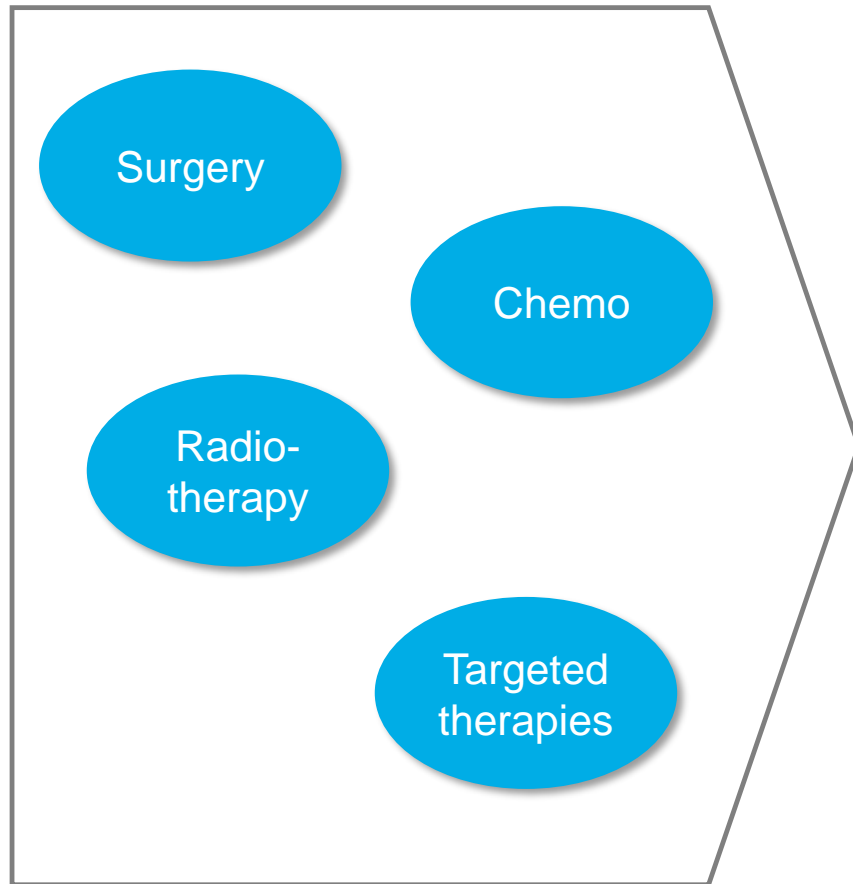 Surgery
Chemo
Radio-
therapy
Targeted
therapies